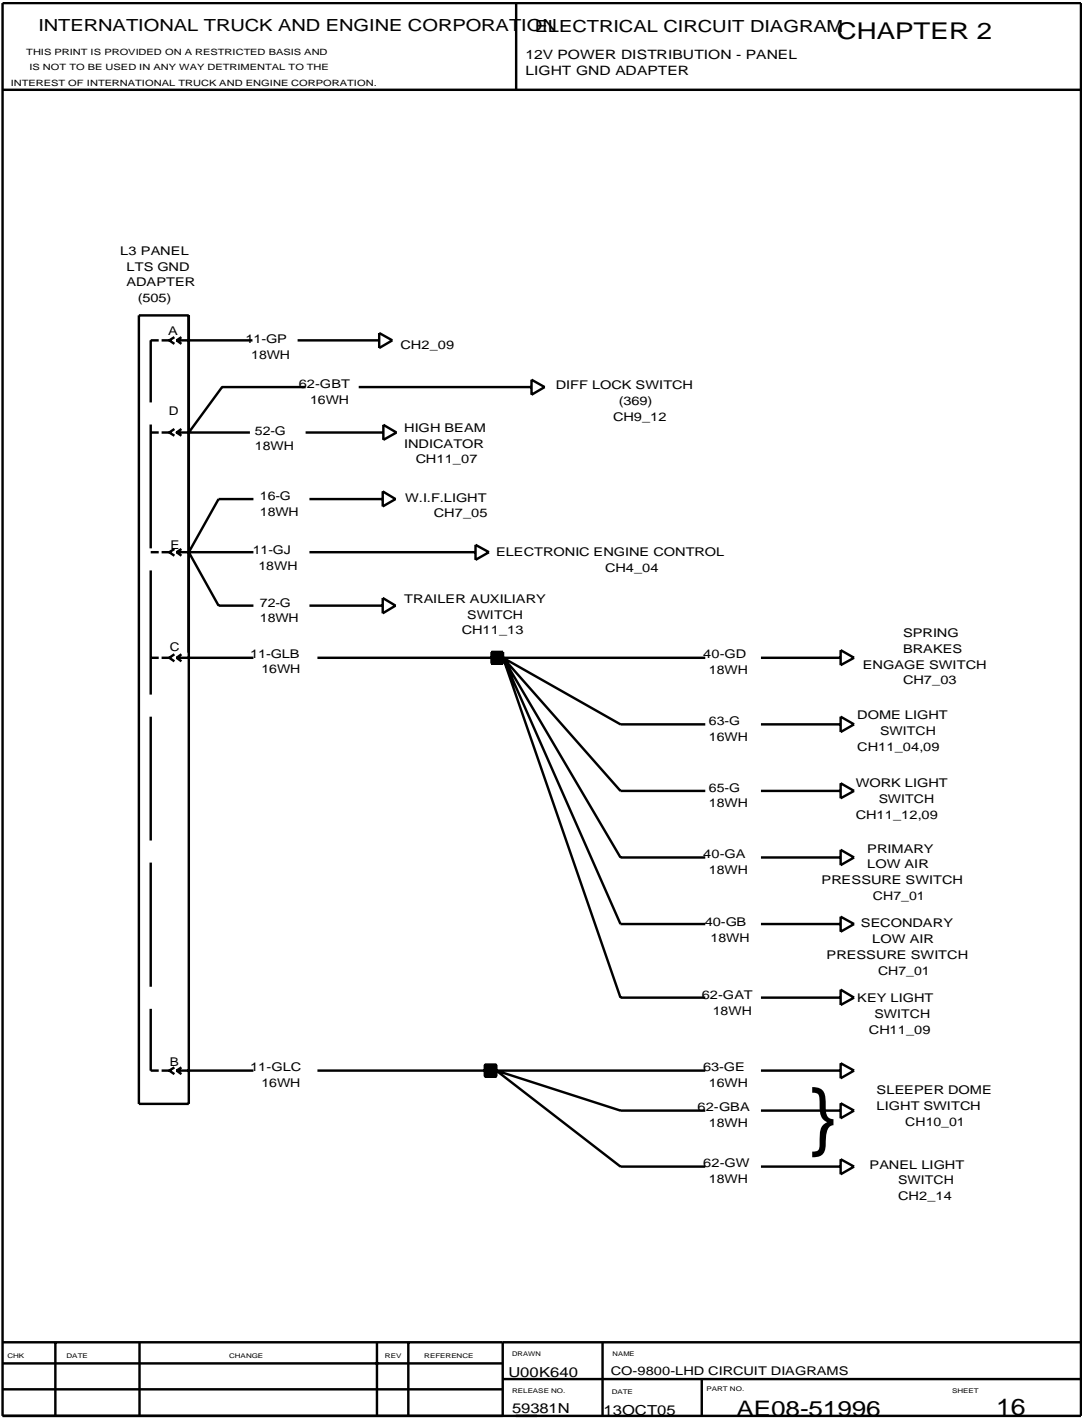 INTERNATIONAL TRUCK AND ENGINE CORPORATION
THIS PRINT IS PROVIDED ON A RESTRICTED BASIS AND
IS NOT TO BE USED IN ANY WAY DETRIMENTAL TO THE
INTEREST OF INTERNATIONAL TRUCK AND ENGINE CORPORATION.
ELECTRICAL CIRCUIT DIAGRAM
CHAPTER 2
12V POWER DISTRIBUTION - PANEL
LIGHT GND ADAPTER
L3 PANEL
LTS GND
ADAPTER
(505)
A
11-GP
18WH
CH2_09
62-GBT
16WH
DIFF LOCK SWITCH
(369)
CH9_12
D
52-G
18WH
HIGH BEAM
INDICATOR
CH11_07
16-G
18WH
W.I.F.LIGHT
CH7_05
E
11-GJ
18WH
ELECTRONIC ENGINE CONTROL
CH4_04
72-G
18WH
TRAILER AUXILIARY
SWITCH
CH11_13
C
11-GLB
16WH
40-GD
18WH
SPRING
BRAKES
ENGAGE SWITCH
CH7_03
63-G
16WH
DOME LIGHT
SWITCH
CH11_04,09
65-G
18WH
WORK LIGHT
SWITCH
CH11_12,09
40-GA
18WH
PRIMARY
LOW AIR
PRESSURE SWITCH
CH7_01
40-GB
18WH
SECONDARY
LOW AIR
PRESSURE SWITCH
CH7_01
62-GAT
18WH
KEY LIGHT
SWITCH
CH11_09
B
11-GLC
16WH
63-GE
16WH
62-GBA
18WH
}
SLEEPER DOME
LIGHT SWITCH
CH10_01
62-GW
18WH
PANEL LIGHT
SWITCH
CH2_14
CHK
DATE
CHANGE
REV
REFERENCE
DRAWN
U00K640
NAME
CO-9800-LHD CIRCUIT DIAGRAMS
RELEASE NO.
59381N
DATE
13OCT05
PART NO.
AE08-51996
SHEET
16